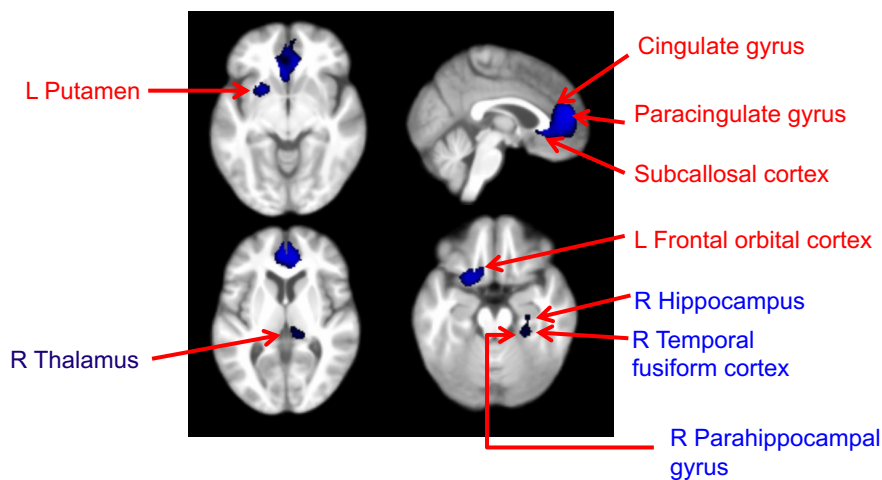 Cingulate gyrus
L Putamen
Paracingulate gyrus
Subcallosal cortex
L Frontal orbital cortex
R Hippocampus
R Thalamus
R Temporal
fusiform cortex
R Parahippocampal
gyrus